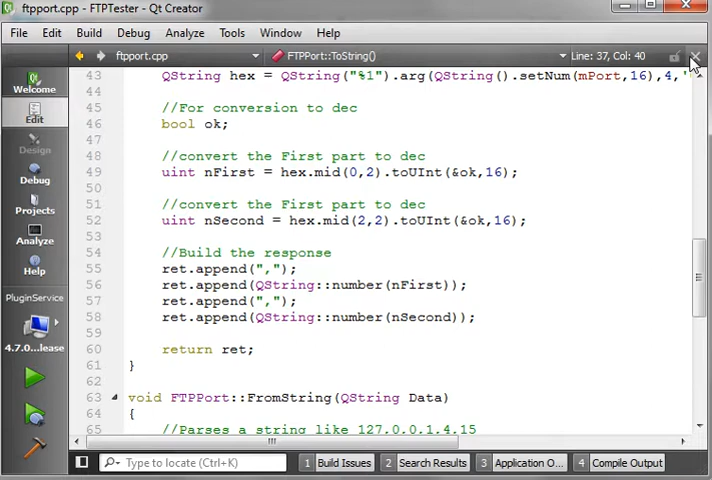 ftpport.cpp - FTPTester - Qt Creator
File Edit Build Debug Analyze Tools Window Help
ftpport.cpp FTPPort::ToString() Line: 37, Col: 40
Welcome
Edit
Design
Debug
Projects
Analyze
Help
PluginService
4.7.0...lease
43 QString hex = QString("%1").arg(QString().setNum(mPort,16),4,'
44
45 //For conversion to dec
46 bool ok;
47
48 //convert the First part to dec
49 uint nFirst = hex.mid(0,2).toUInt(&ok,16);
50
51 //convert the First part to dec
52 uint nSecond = hex.mid(2,2).toUInt(&ok,16);
53
54 //Build the response
55 ret.append(",");
56 ret.append(QString::number(nFirst));
57 ret.append(",");
58 ret.append(QString::number(nSecond));
59
60 return ret;
61 }
62
63 void FTPPort::FromString(QString Data)
64 {
65 //Parses a string like 127.0.0.1.4.15
Type to locate (Ctrl+K) 1 Build Issues 2 Search Results 3 Application O... 4 Compile Output